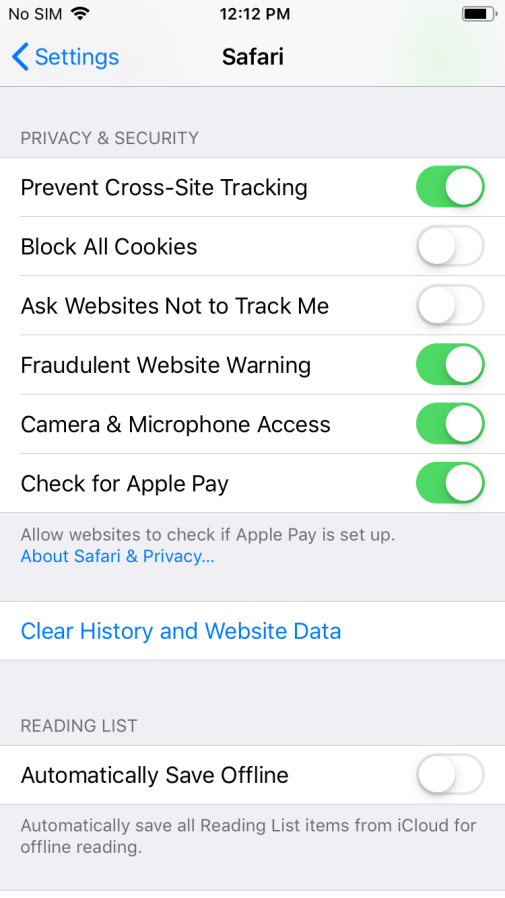 No SIM 12:12 PM
Settings Safari
PRIVACY & SECURITY
Prevent Cross-Site Tracking
Block All Cookies
Ask Websites Not to Track Me
Fraudulent Website Warning
Camera & Microphone Access
Check for Apple Pay
Allow websites to check if Apple Pay is set up.
About Safari & Privacy...
Clear History and Website Data
READING LIST
Automatically Save Offline
Automatically save all Reading List items from iCloud for
offline reading.